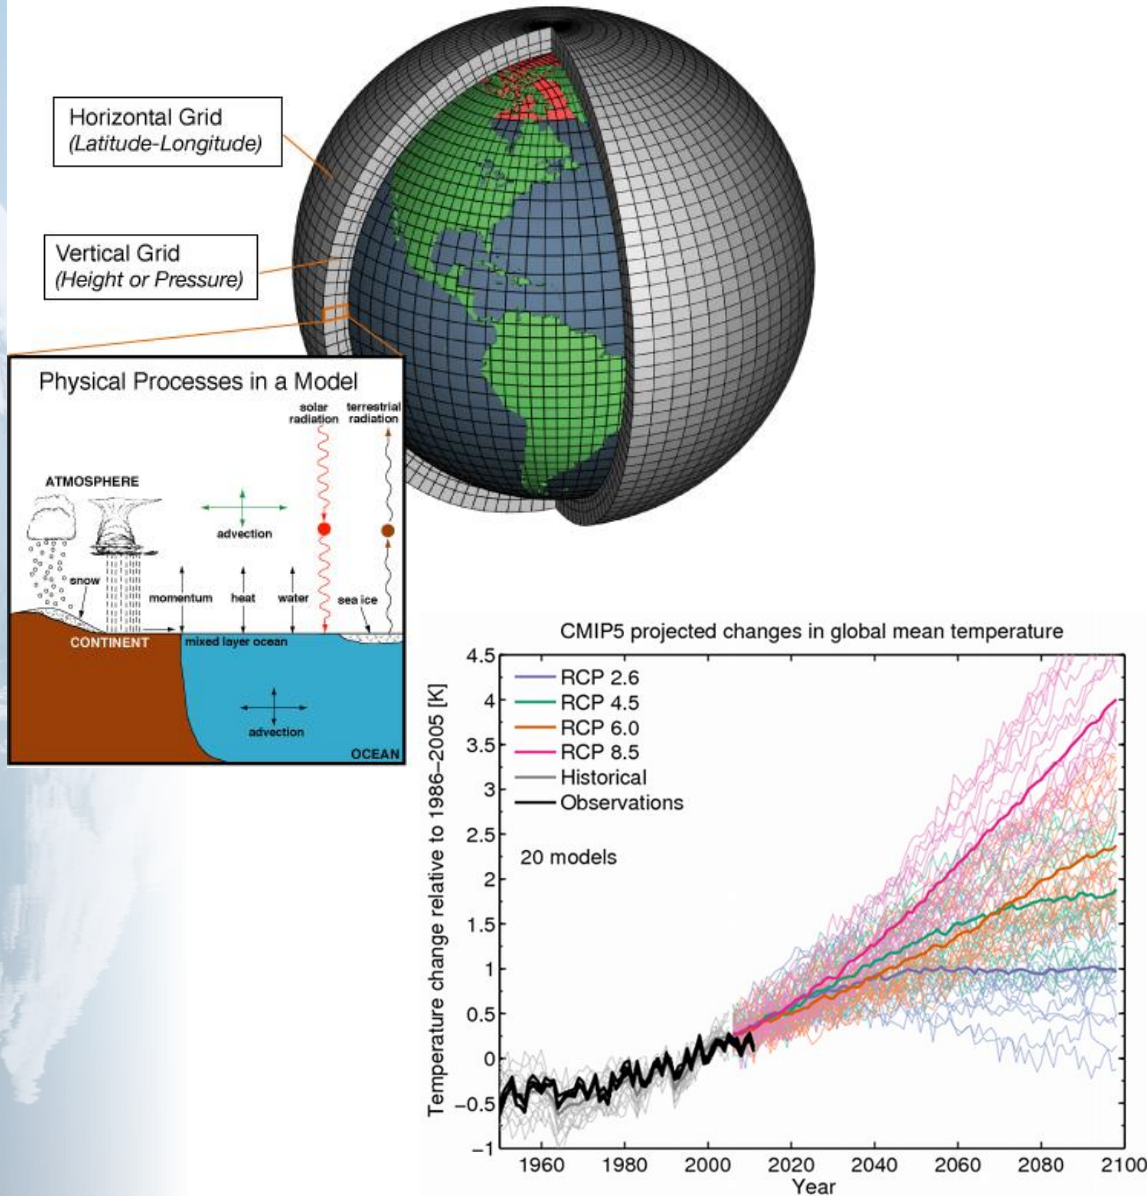 Horizontal Grid
(Latitude-Longitude)
Vertical Grid
(Height or Pressure)
Physical Processes in a Model
solar
radiation
terrestrial
radiation
ATMOSPHERE
advection
snow
momentum
heat
water
sea ice
CONTINENT
mixed layer ocean
advection
OCEAN
CMIP5 projected changes in global mean temperature
Temperature change relative to 1986–2005 [K]
4.5
4
3.5
3
2.5
2
1.5
1
0.5
0
−0.5
−1
RCP 2.6
RCP 4.5
RCP 6.0
RCP 8.5
Historical
Observations
20 models
1960
1980
2000
2020
2040
2060
2080
2100
Year